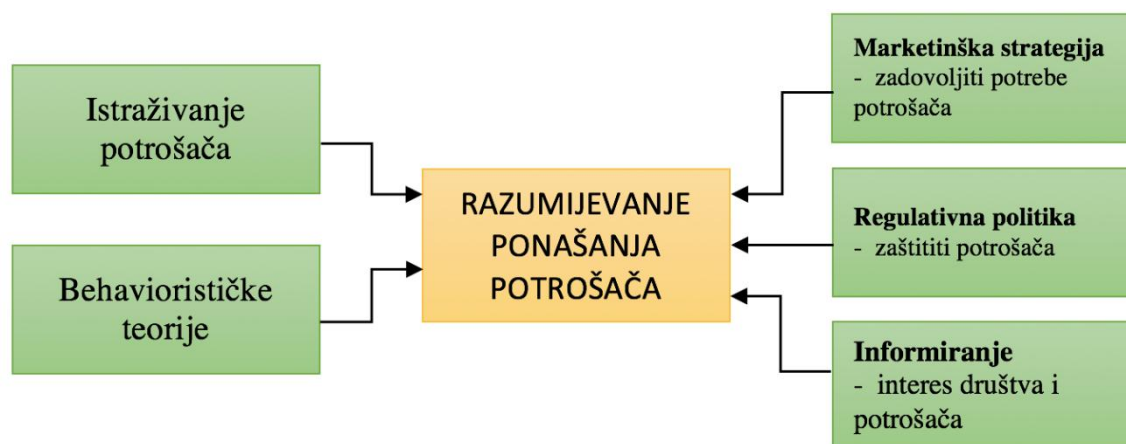 Istraživanje
potrošača
Behaviorističke
teorije
RAZUMIJEVANJE
PONAŠANJA
POTROŠAČA
Marketinška strategija
- zadovoljiti potrebe
potrošača
Regulativna politika
- zaštititi potrošača
Informiranje
- interes društva i
potrošača